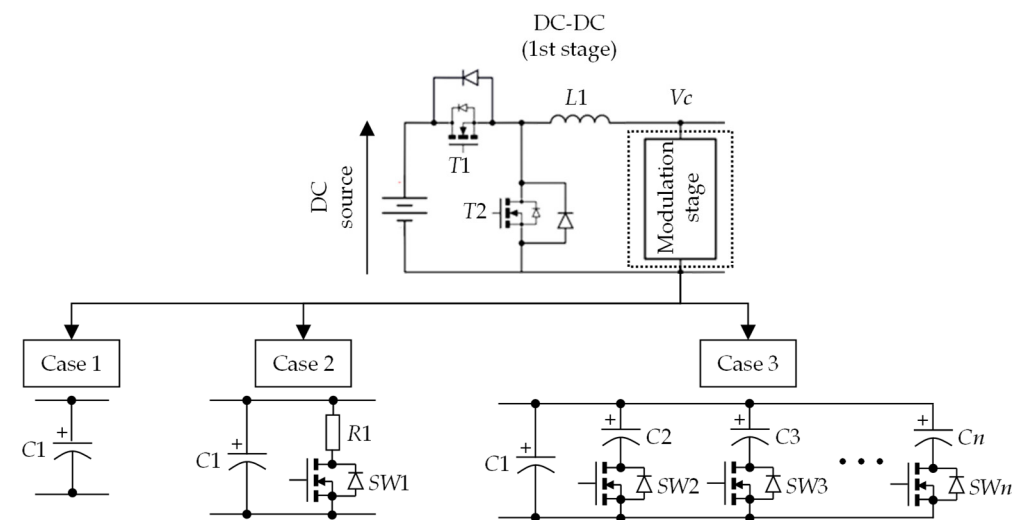 DC-DC
(1st stage)
L1
Vc
T1
DC
source
T2
Modulation
stage
Case 1
Case 2
Case 3
C1
C1
R1
SW1
C1
C2
SW2
C3
SW3
Cn
SWn